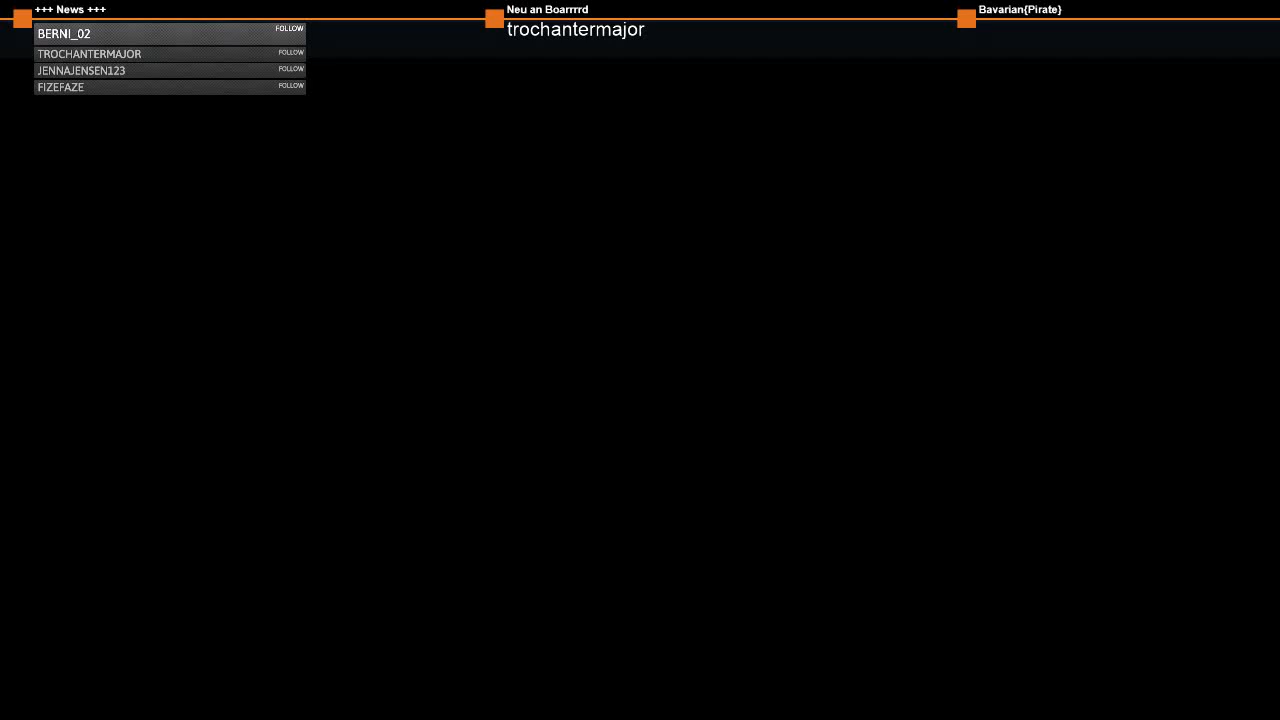 +++ News +++
BERNI_02 FOLLOW
TROCHANTERMAJOR FOLLOW
JENNAJENSEN123 FOLLOW
FIZEFAZE FOLLOW
Neu an Boarrrrd
trochantermajor
Bavarian{Pirate}